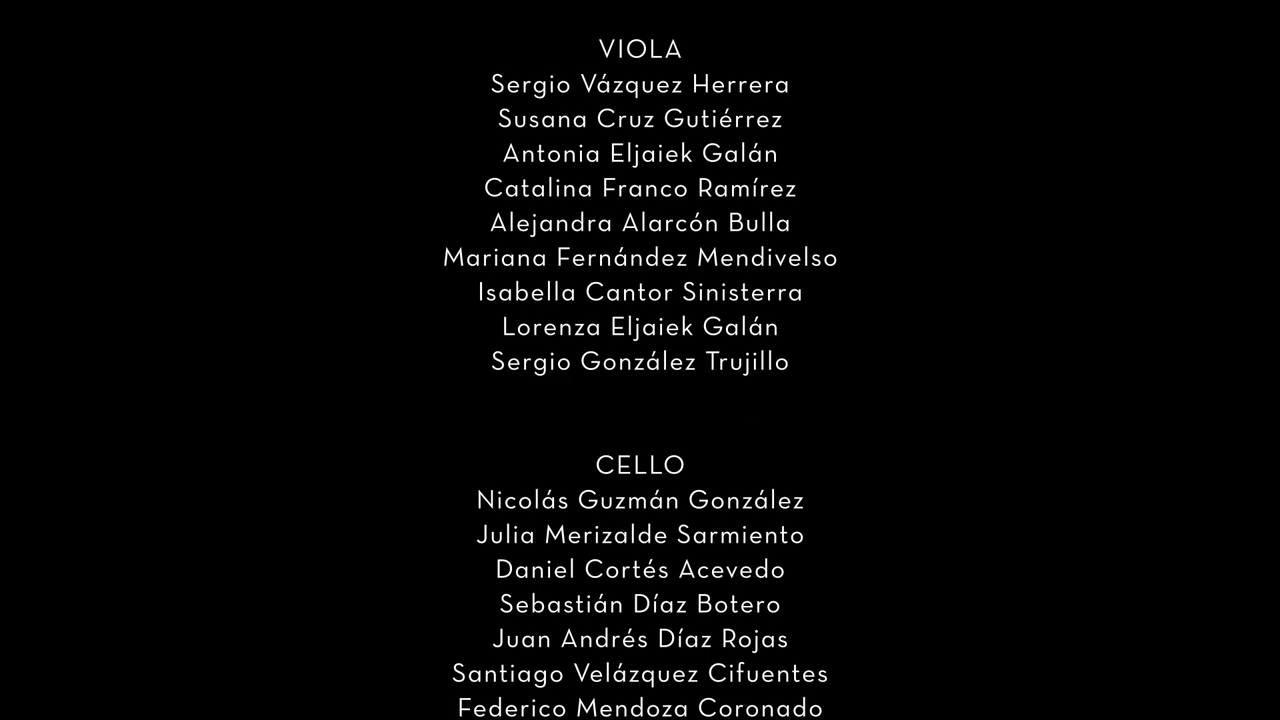 VIOLA
Sergio Vázquez Herrera
Susana Cruz Gutiérrez
Antonia Eljaiek Galán
Catalina Franco Ramírez
Alejandra Alarcón Bulla
Mariana Fernández Mendivelso
Isabella Cantor Sinisterra
Lorenza Eljaiek Galán
Sergio González Trujillo
CELLO
Nicolás Guzmán González
Julia Merizalde Sarmiento
Daniel Cortés Acevedo
Sebastián Díaz Botero
Juan Andrés Díaz Rojas
Santiago Velázquez Cifuentes
Federico Mendoza Coronado